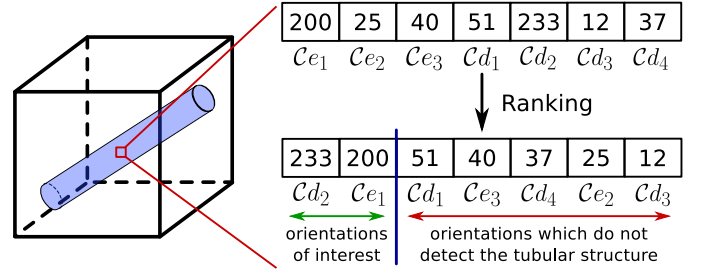 200 25 40 51 233 12 37
𝒞e₁ 𝒞e₂ 𝒞e₃ 𝒞d₁ 𝒞d₂ 𝒞d₃ 𝒞d₄
Ranking
233 200 51 40 37 25 12
𝒞d₂ 𝒞e₁ 𝒞d₁ 𝒞e₃ 𝒞d₄ 𝒞e₂ 𝒞d₃
orientations
of interest
orientations which do not
detect the tubular structure